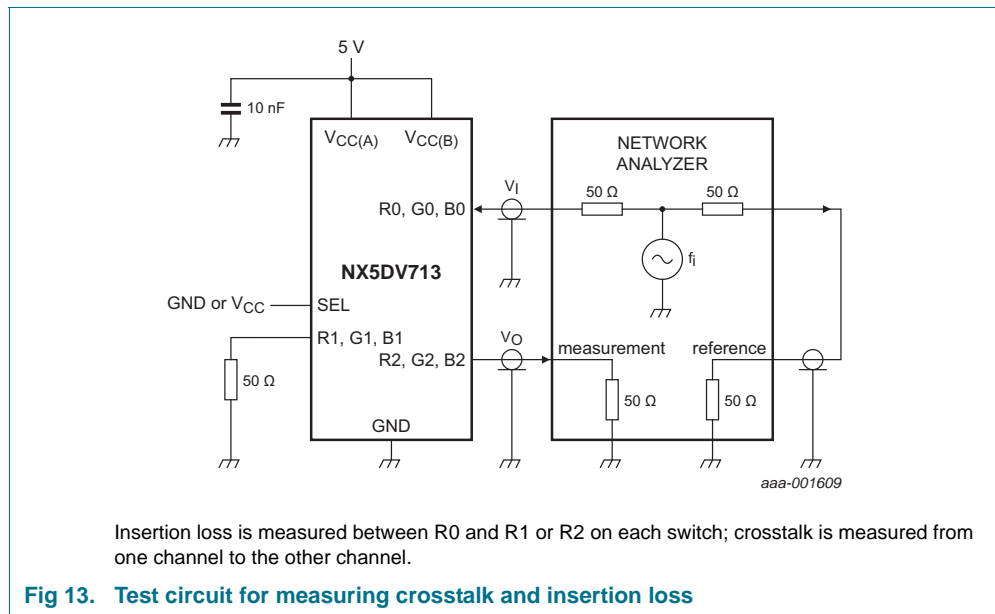 5 V
10 nF
VCC(A) VCC(B)
NETWORK
ANALYZER
VI
50 Ω 50 Ω
R0, G0, B0
NX5DV713
fi
GND or VCC SEL
R1, G1, B1
VO
measurement reference
R2, G2, B2
50 Ω
50 Ω 50 Ω
GND
aaa-001609
Insertion loss is measured between R0 and R1 or R2 on each switch; crosstalk is measured from
one channel to the other channel.
Fig 13. Test circuit for measuring crosstalk and insertion loss